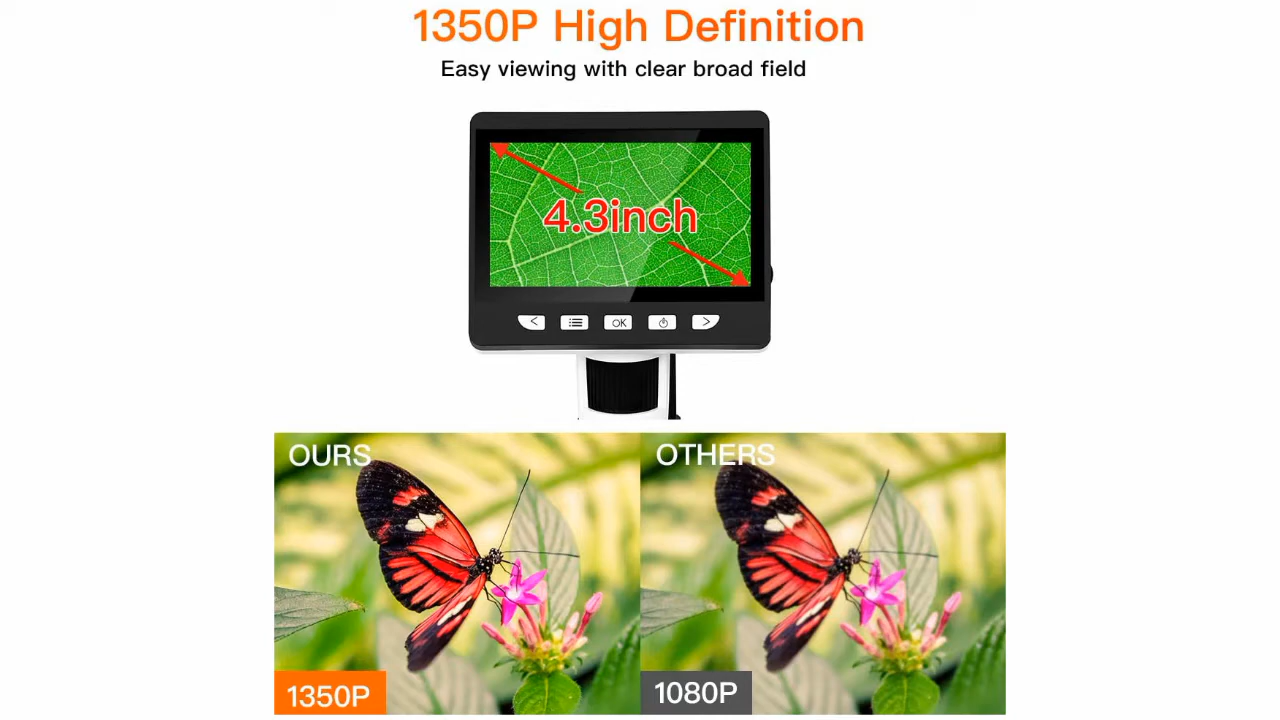 1350P High Definition
Easy viewing with clear broad field
4.3inch
< OK >
OURS
OTHERS
1350P
1080P